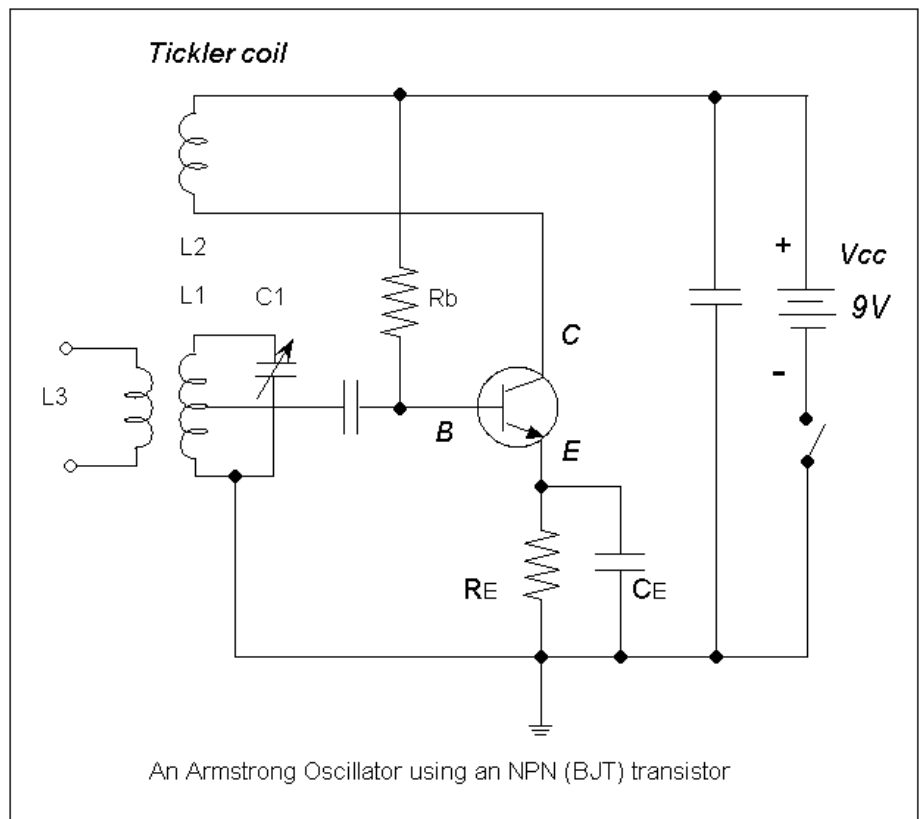 Tickler coil
L2
+ Vcc
L1 C1 Rb 9V
C
-
L3
B
E
RE CE
An Armstrong Oscillator using an NPN (BJT) transistor